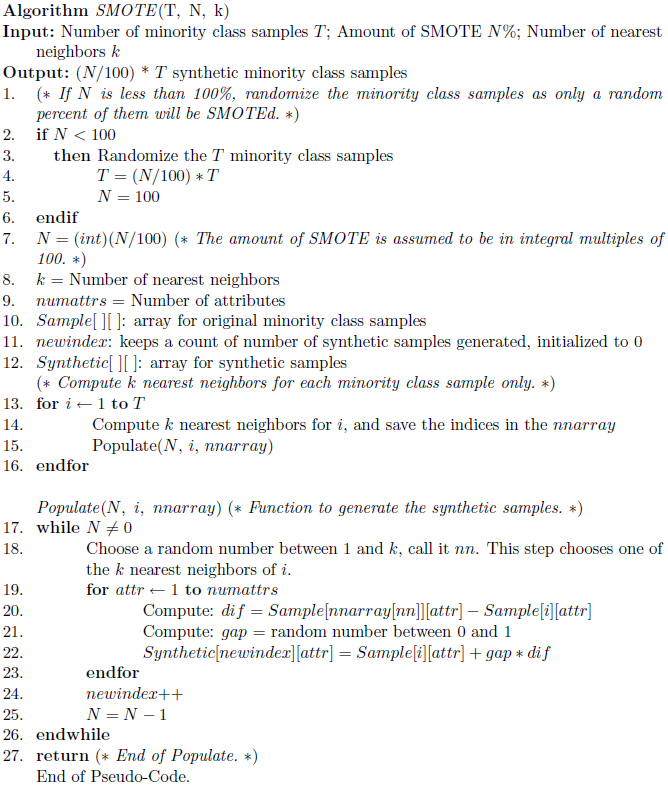 Algorithm SMOTE(T, N, k)
Input: Number of minority class samples T; Amount of SMOTE N%; Number of nearest
neighbors k
Output: (N/100) * T synthetic minority class samples
1. (∗ If N is less than 100%, randomize the minority class samples as only a random
percent of them will be SMOTEd. ∗)
2. if N < 100
3. then Randomize the T minority class samples
4. T = (N/100) ∗ T
5. N = 100
6. endif
7. N = (int)(N/100) (∗ The amount of SMOTE is assumed to be in integral multiples of
100. ∗)
8. k = Number of nearest neighbors
9. numattrs = Number of attributes
10. Sample[ ][ ]: array for original minority class samples
11. newindex: keeps a count of number of synthetic samples generated, initialized to 0
12. Synthetic[ ][ ]: array for synthetic samples
(∗ Compute k nearest neighbors for each minority class sample only. ∗)
13. for i ← 1 to T
14. Compute k nearest neighbors for i, and save the indices in the nnarray
15. Populate(N, i, nnarray)
16. endfor
Populate(N, i, nnarray) (∗ Function to generate the synthetic samples. ∗)
17. while N ≠ 0
18. Choose a random number between 1 and k, call it nn. This step chooses one of
the k nearest neighbors of i.
19. for attr ← 1 to numattrs
20. Compute: dif = Sample[nnarray[nn]][attr] − Sample[i][attr]
21. Compute: gap = random number between 0 and 1
22. Synthetic[newindex][attr] = Sample[i][attr] + gap ∗ dif
23. endfor
24. newindex++
25. N = N − 1
26. endwhile
27. return (∗ End of Populate. ∗)
End of Pseudo-Code.